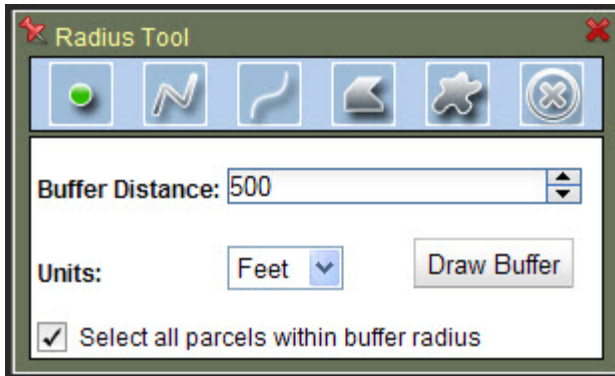 Radius Tool
Buffer Distance: 500
Units: Feet Draw Buffer
Select all parcels within buffer radius